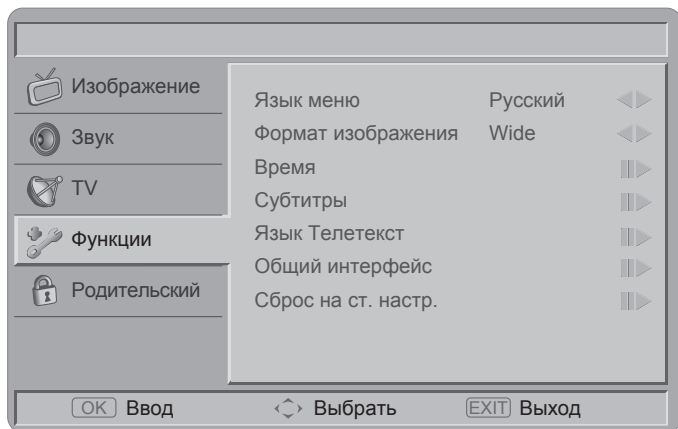 Изображение
Звук
TV
Функции
Родительский
Язык меню Русский
Формат изображения Wide
Время
Субтитры
Язык Телетекст
Общий интерфейс
Сброс на ст. настр.
OK Ввод Выбрать EXIT Выход